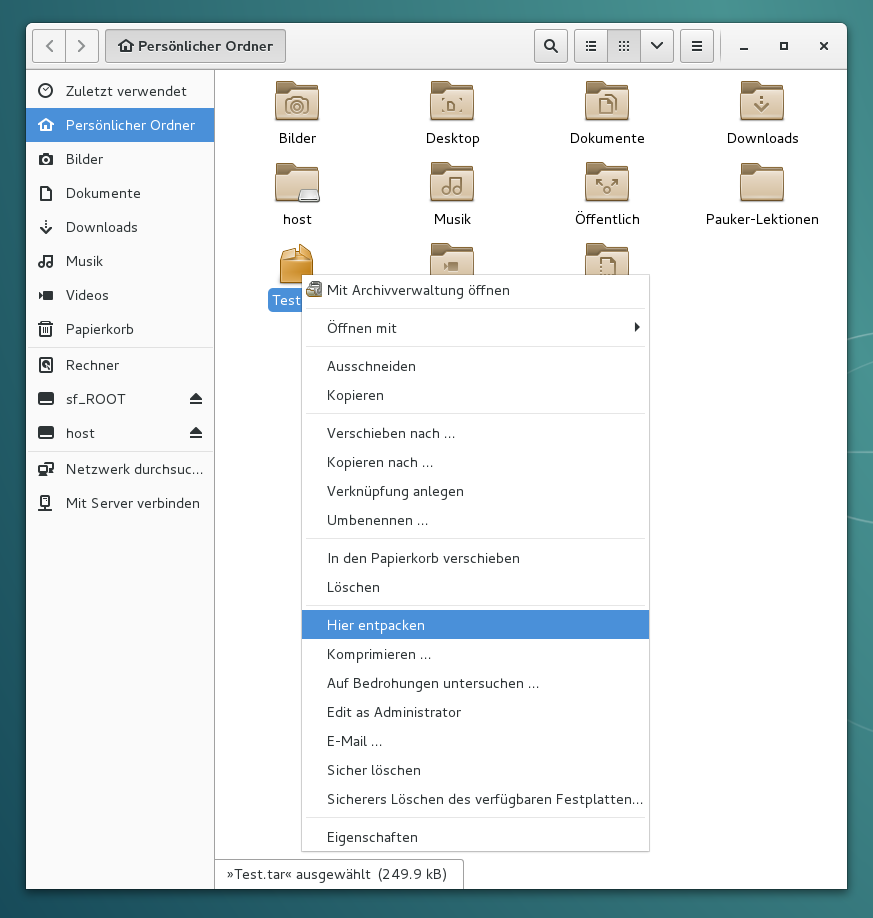 Persönlicher Ordner
Zuletzt verwendet
Persönlicher Ordner
Bilder
Dokumente
Downloads
Musik
Videos
Papierkorb
Rechner
sf_ROOT
host
Netzwerk durchsuc...
Mit Server verbinden
Bilder
Desktop
Dokumente
Downloads
host
Musik
Öffentlich
Pauker-Lektionen
Test
Mit Archivverwaltung öffnen
Öffnen mit
Ausschneiden
Kopieren
Verschieben nach ...
Kopieren nach ...
Verknüpfung anlegen
Umbenennen ...
In den Papierkorb verschieben
Löschen
Hier entpacken
Komprimieren ...
Auf Bedrohungen untersuchen ...
Edit as Administrator
E-Mail ...
Sicher löschen
Sicherers Löschen des verfügbaren Festplatten...
Eigenschaften
»Test.tar« ausgewählt (249.9 kB)